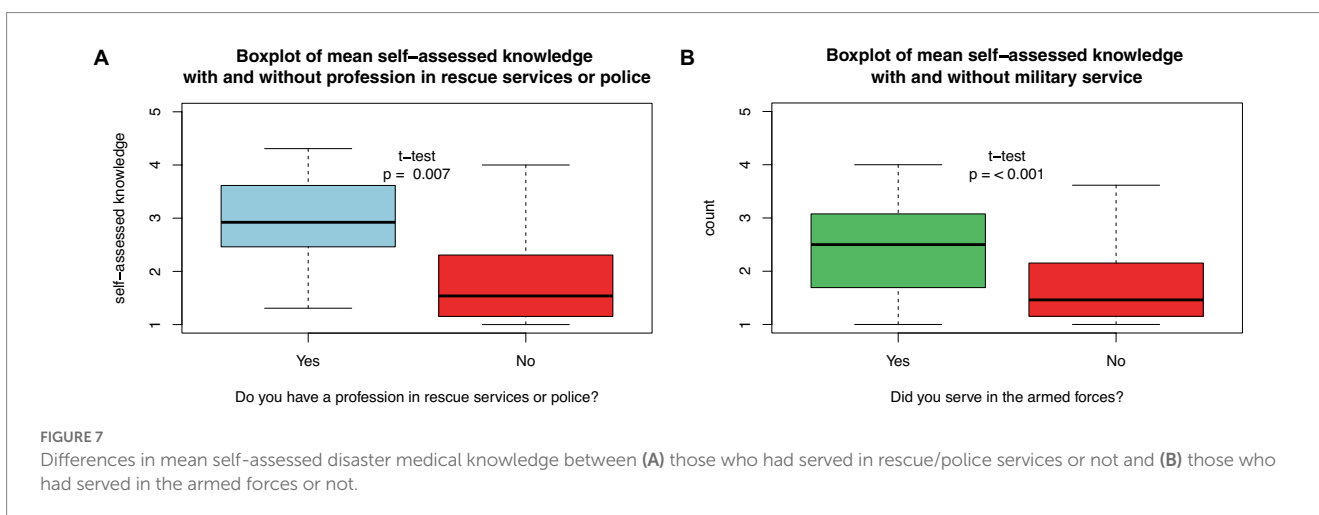 A
Boxplot of mean self−assessed knowledge
with and without profession in rescue services or police
self−assessed knowledge
5
4
3
2
1
t−test
p = 0.007
Yes
No
Do you have a profession in rescue services or police?
B
Boxplot of mean self−assessed knowledge
with and without military service
count
5
4
3
2
1
t−test
p = < 0.001
Yes
No
Did you serve in the armed forces?
FIGURE 7
Differences in mean self-assessed disaster medical knowledge between (A) those who had served in rescue/police services or not and (B) those who
had served in the armed forces or not.